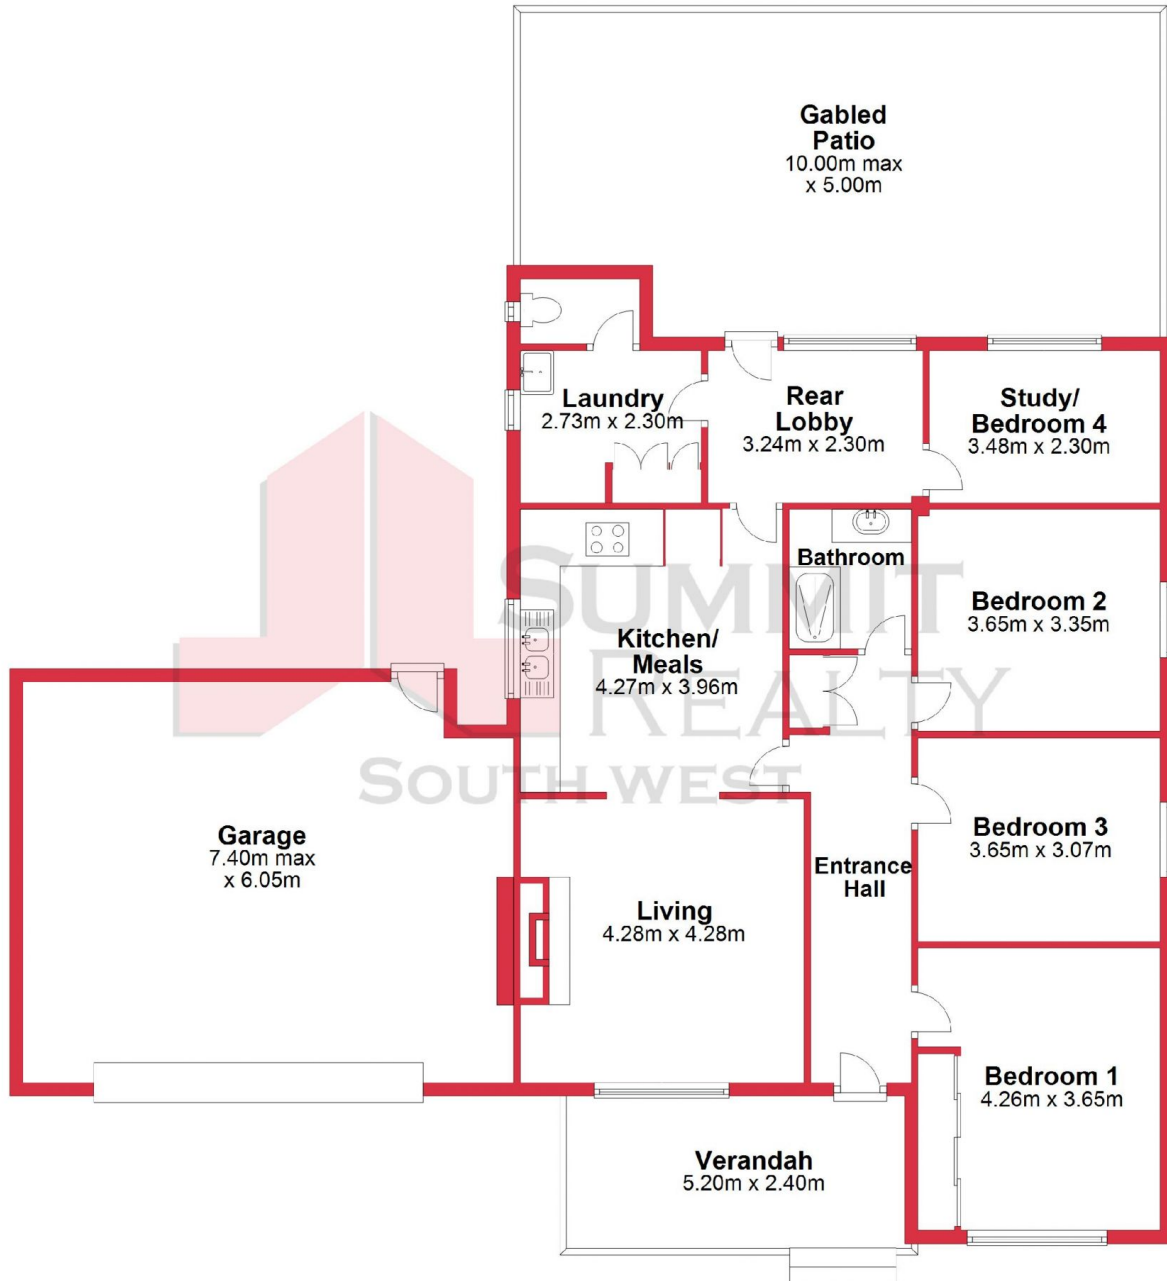 Gabled
Patio
10.00m max
x 5.00m
Laundry
2.73m x 2.30m
Rear
Lobby
3.24m x 2.30m
Study/
Bedroom 4
3.48m x 2.30m
Bathroom
Bedroom 2
3.65m x 3.35m
Kitchen/
Meals
4.27m x 3.96m
SUMMIT
REALTY
SOUTH WEST
Garage
7.40m max
x 6.05m
Bedroom 3
3.65m x 3.07m
Entrance
Hall
Living
4.28m x 4.28m
Bedroom 1
4.26m x 3.65m
Verandah
5.20m x 2.40m